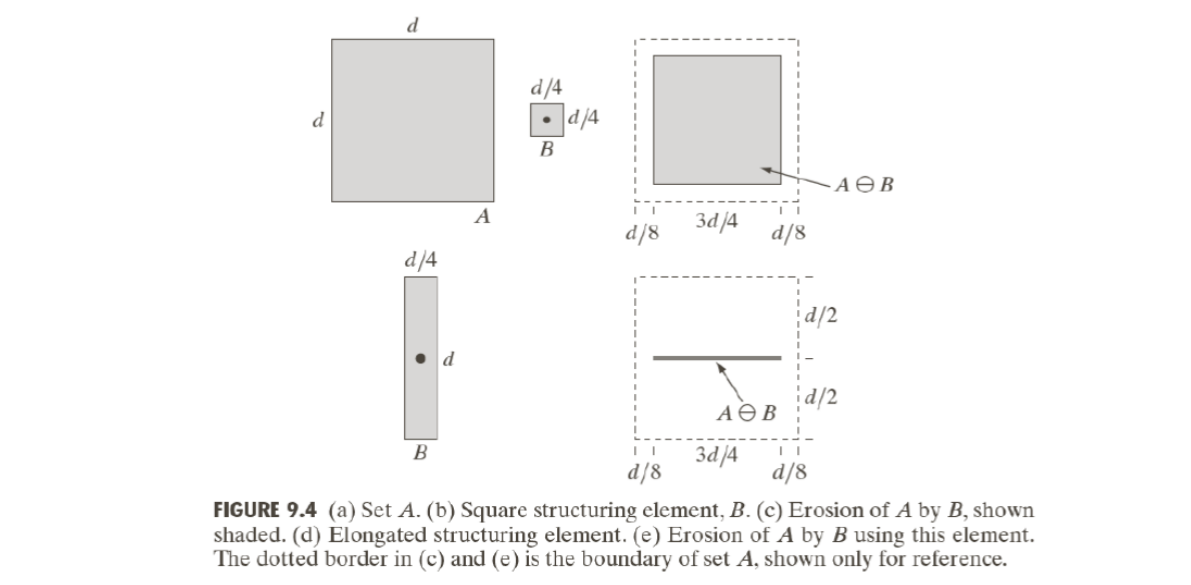 d
d
d/4
d/4
B
A
A ⊖ B
d/8
3d/4
d/8
d/4
d
B
d/2
d/2
A ⊖ B
d/8
3d/4
d/8
FIGURE 9.4 (a) Set A. (b) Square structuring element, B. (c) Erosion of A by B, shown
shaded. (d) Elongated structuring element. (e) Erosion of A by B using this element.
The dotted border in (c) and (e) is the boundary of set A, shown only for reference.